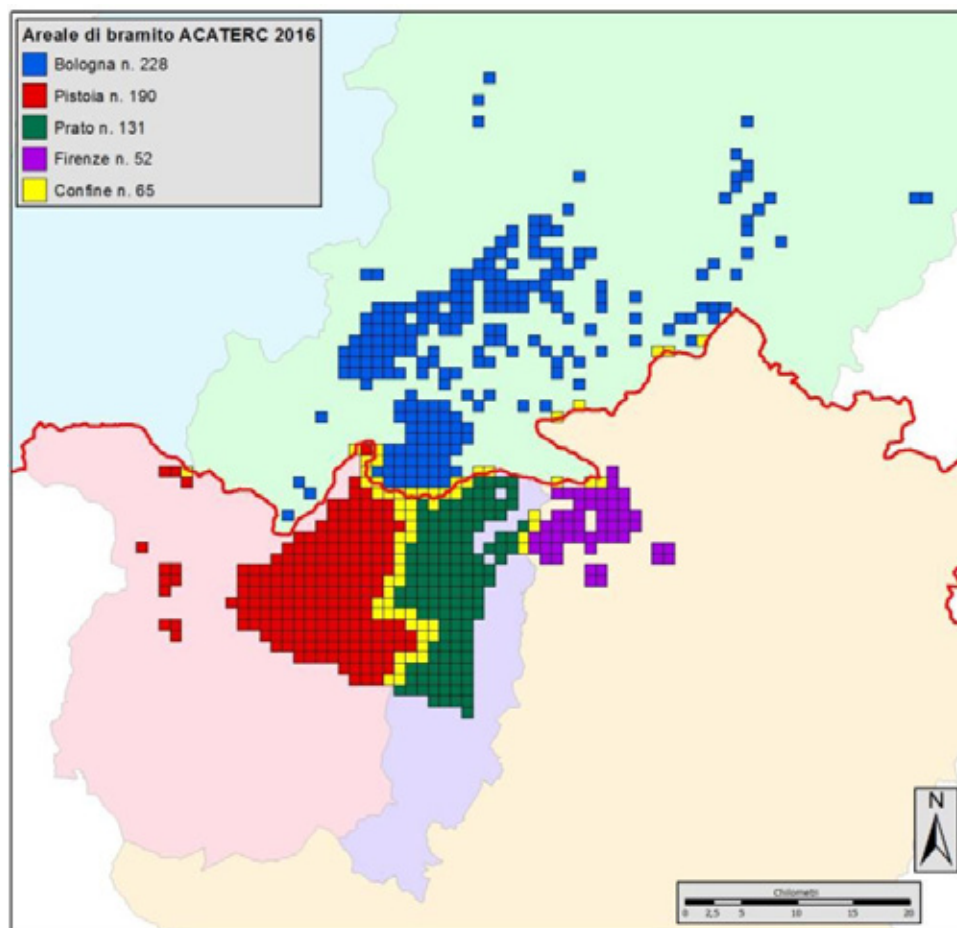 Areale di bramito ACATERC 2016
Bologna n. 228
Pistoia n. 190
Prato n. 131
Firenze n. 52
Confine n. 65
N
Chilometri
0 2,5 5 10 15 20